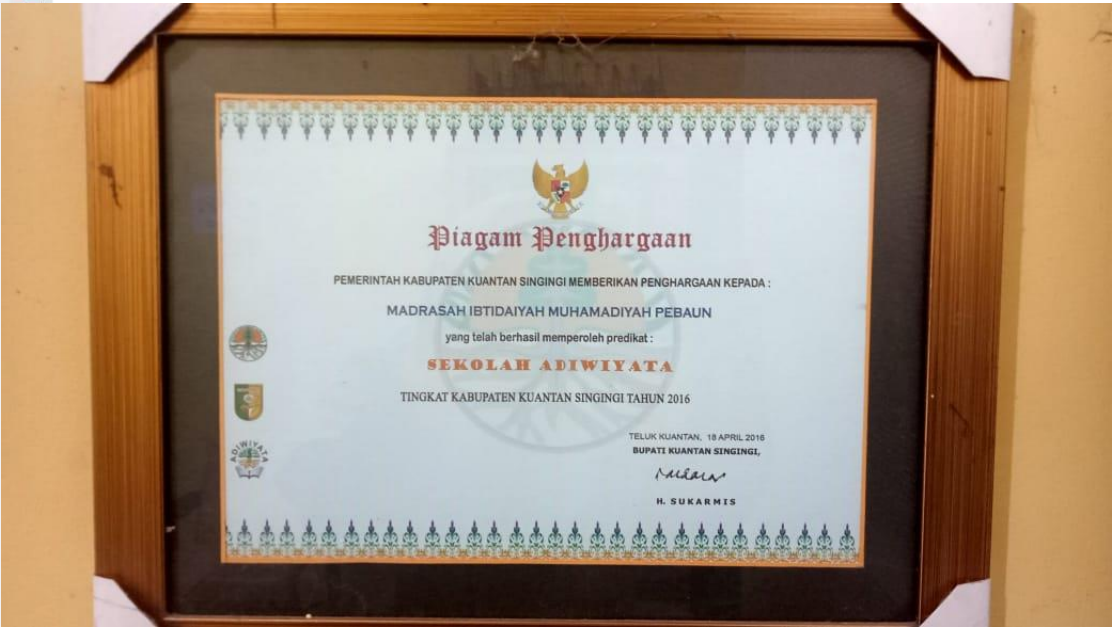 Piagam Penghargaan
PEMERINTAH KABUPATEN KUANTAN SINGINGI MEMBERIKAN PENGHARGAAN KEPADA :
MADRASAH IBTIDAIYAH MUHAMADIYAH PEBAUN
yang telah berhasil memperoleh predikat :
SEKOLAH ADIWIYATA
TINGKAT KABUPATEN KUANTAN SINGINGI TAHUN 2016
ADIWIYATA
TELUK KUANTAN, 18 APRIL 2016
BUPATI KUANTAN SINGINGI,
H. SUKARMIS